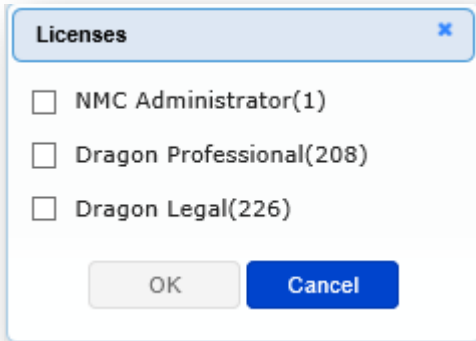 Licenses
NMC Administrator(1)
Dragon Professional(208)
Dragon Legal(226)
OK Cancel